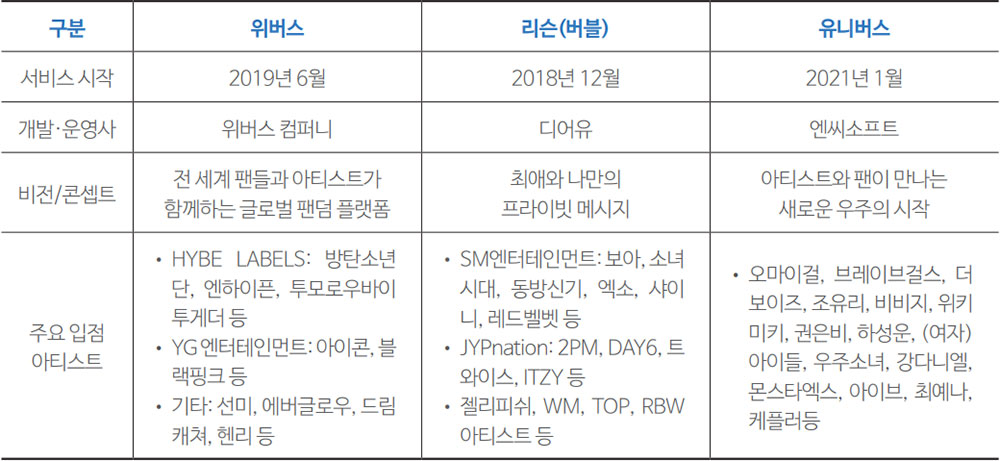 구분
위버스
리슨(버블)
유니버스
서비스 시작
2019년 6월
2018년 12월
2021년 1월
개발·운영사
위버스 컴퍼니
디어유
엔씨소프트
비전/콘셉트
전 세계 팬들과 아티스트가
함께하는 글로벌 팬덤 플랫폼
최애와 나만의
프라이빗 메시지
아티스트와 팬이 만나는
새로운 우주의 시작
주요 입점
아티스트
• HYBE LABELS: 방탄소년
단, 엔하이픈, 투모로우바이
투게더 등
• YG 엔터테인먼트: 아이콘, 블
랙핑크 등
• 기타: 선미, 에버글로우, 드림
캐쳐, 헨리 등
• SM엔터테인먼트: 보아, 소녀
시대, 동방신기, 엑소, 샤이
니, 레드벨벳 등
• JYPnation: 2PM, DAY6, 트
와이스, ITZY 등
• 젤리피쉬, WM, TOP, RBW
아티스트 등
• 오마이걸, 브레이브걸스, 더
보이즈, 조유리, 비비지, 위키
미키, 권은비, 하성운, (여자)
아이들, 우주소녀, 강다니엘,
몬스타엑스, 아이브, 최예나,
케플러등